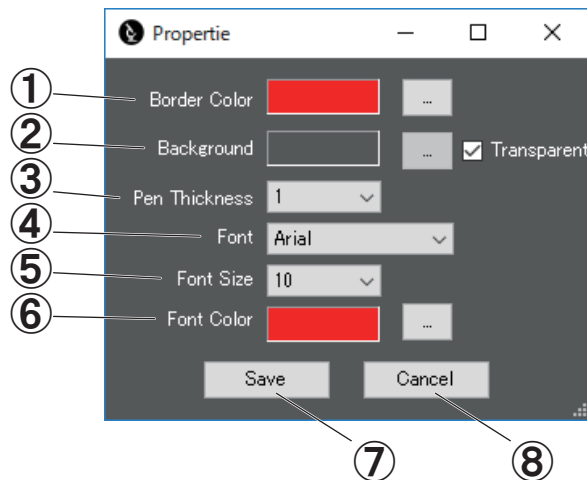 Propertie
① Border Color ...
② Background ... Transparent
③ Pen Thickness 1
④ Font Arial
⑤ Font Size 10
⑥ Font Color ...
Save Cancel
⑦ ⑧